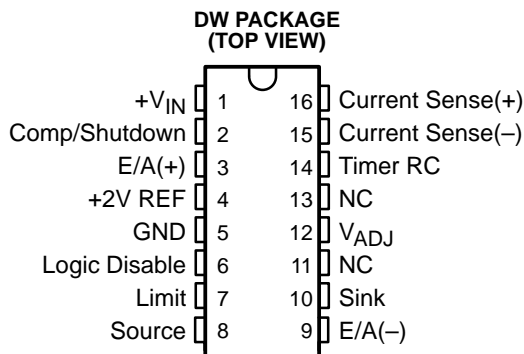 DW PACKAGE
(TOP VIEW)
+VIN 1 16 Current Sense(+)
Comp/Shutdown 2 15 Current Sense(–)
E/A(+) 3 14 Timer RC
+2V REF 4 13 NC
GND 5 12 VADJ
Logic Disable 6 11 NC
Limit 7 10 Sink
Source 8 9 E/A(–)